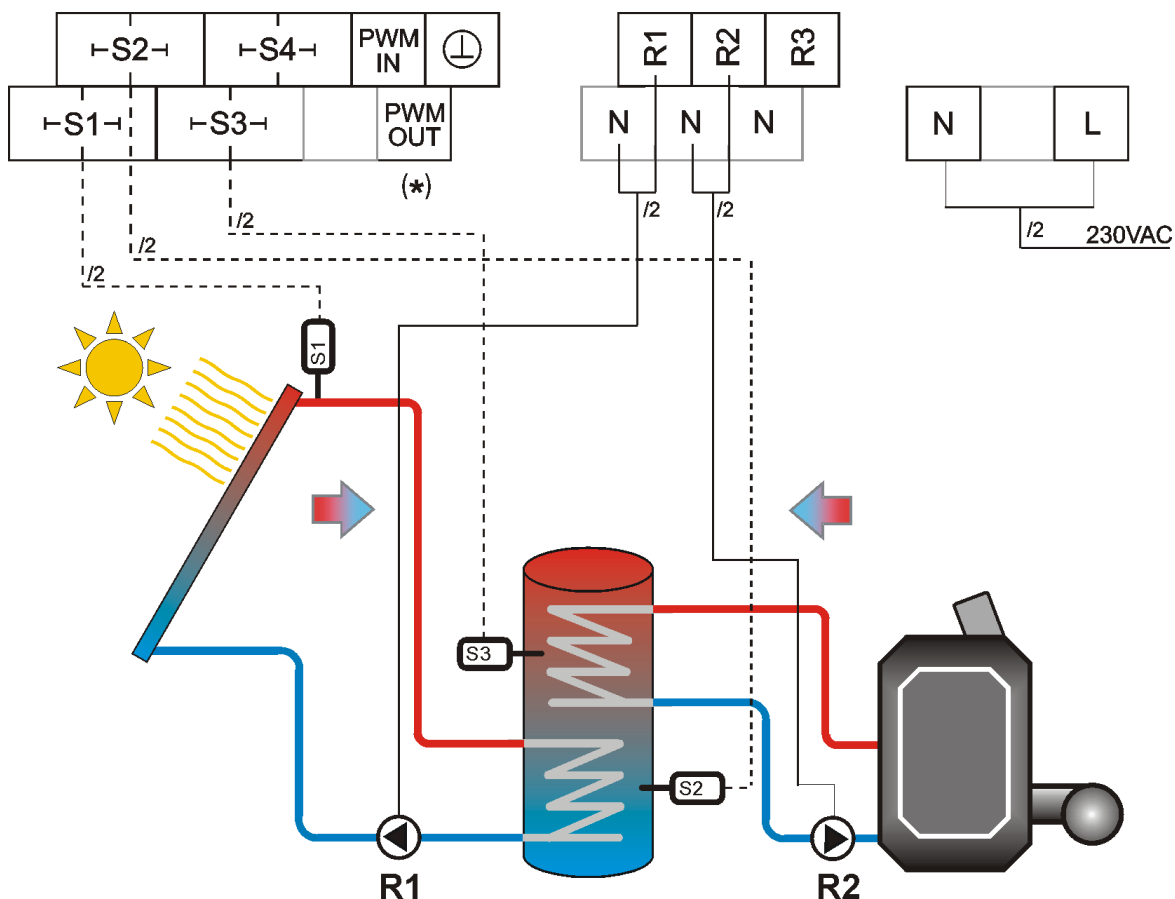 S2 S4 PWM IN R1 R2 R3
S1 S3 PWM OUT N N N N L
(*)
/2 /2 /2 /2 /2 /2 230VAC
S1
S3
S2
R1 R2